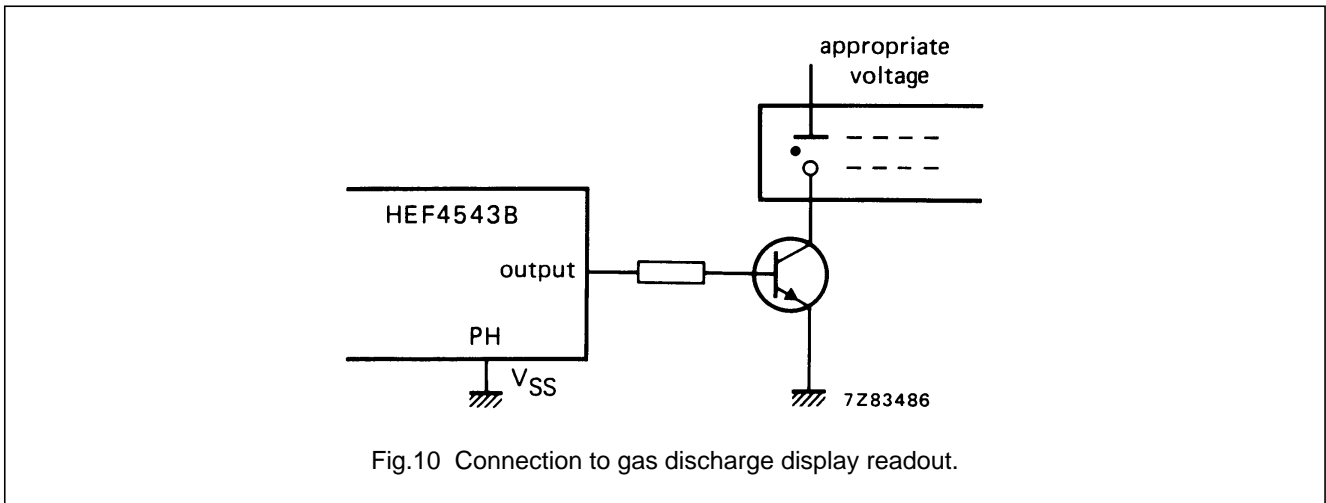 appropriate
voltage
HEF4543B
output
PH
VSS
7Z83486
Fig.10 Connection to gas discharge display readout.